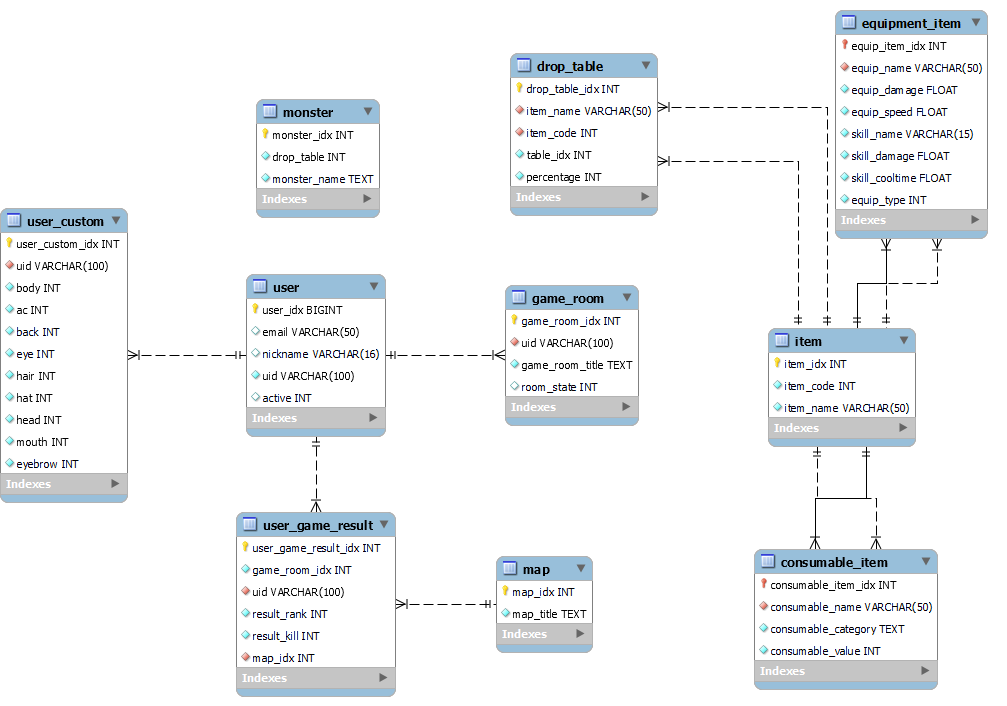 equipment_item
equip_item_idx INT
equip_name VARCHAR(50)
equip_damage FLOAT
equip_speed FLOAT
skill_name VARCHAR(15)
skill_damage FLOAT
skill_cooltime FLOAT
equip_type INT
Indexes
drop_table
drop_table_idx INT
item_name VARCHAR(50)
item_code INT
table_idx INT
percentage INT
Indexes
monster
monster_idx INT
drop_table INT
monster_name TEXT
Indexes
user_custom
user_custom_idx INT
uid VARCHAR(100)
body INT
ac INT
back INT
eye INT
hair INT
hat INT
head INT
mouth INT
eyebrow INT
Indexes
user
user_idx BIGINT
email VARCHAR(50)
nickname VARCHAR(16)
uid VARCHAR(100)
active INT
Indexes
game_room
game_room_idx INT
uid VARCHAR(100)
game_room_title TEXT
room_state INT
Indexes
item
item_idx INT
item_code INT
item_name VARCHAR(50)
Indexes
user_game_result
user_game_result_idx INT
game_room_idx INT
uid VARCHAR(100)
result_rank INT
result_kill INT
map_idx INT
Indexes
map
map_idx INT
map_title TEXT
Indexes
consumable_item
consumable_item_idx INT
consumable_name VARCHAR(50)
consumable_category TEXT
consumable_value INT
Indexes